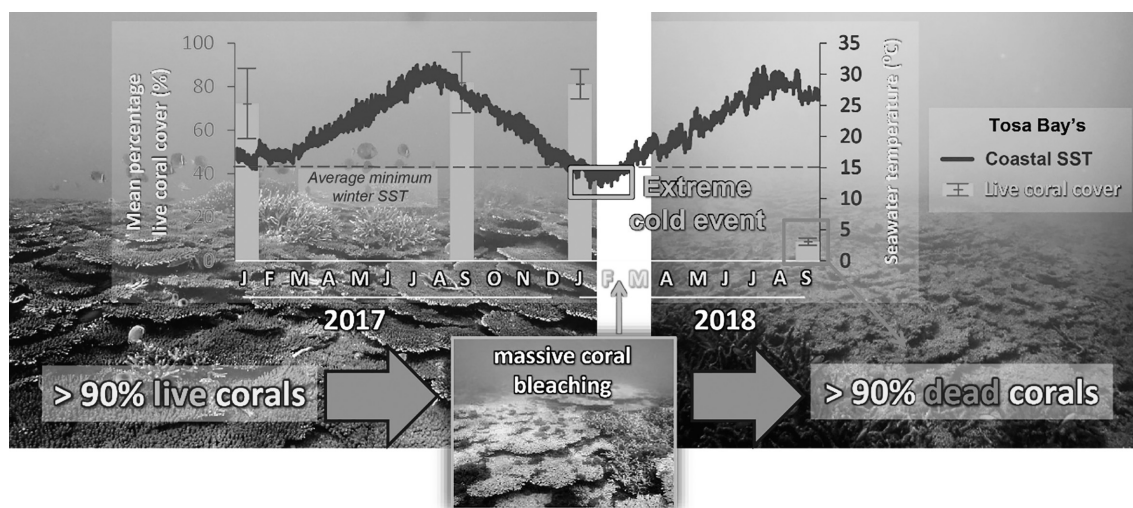 Mean percentage
live coral cover (%)
100
80
60
40
20
0
Average minimum
winter SST
Extreme
cold event
35
30
25
20
15
10
5
0
Seawater temperature (⁰C)
Tosa Bay's
Coastal SST
Live coral cover
J F M A M J J A S O N D J F M A M J J A S
2017
2018
massive coral
bleaching
> 90% live corals
> 90% dead corals